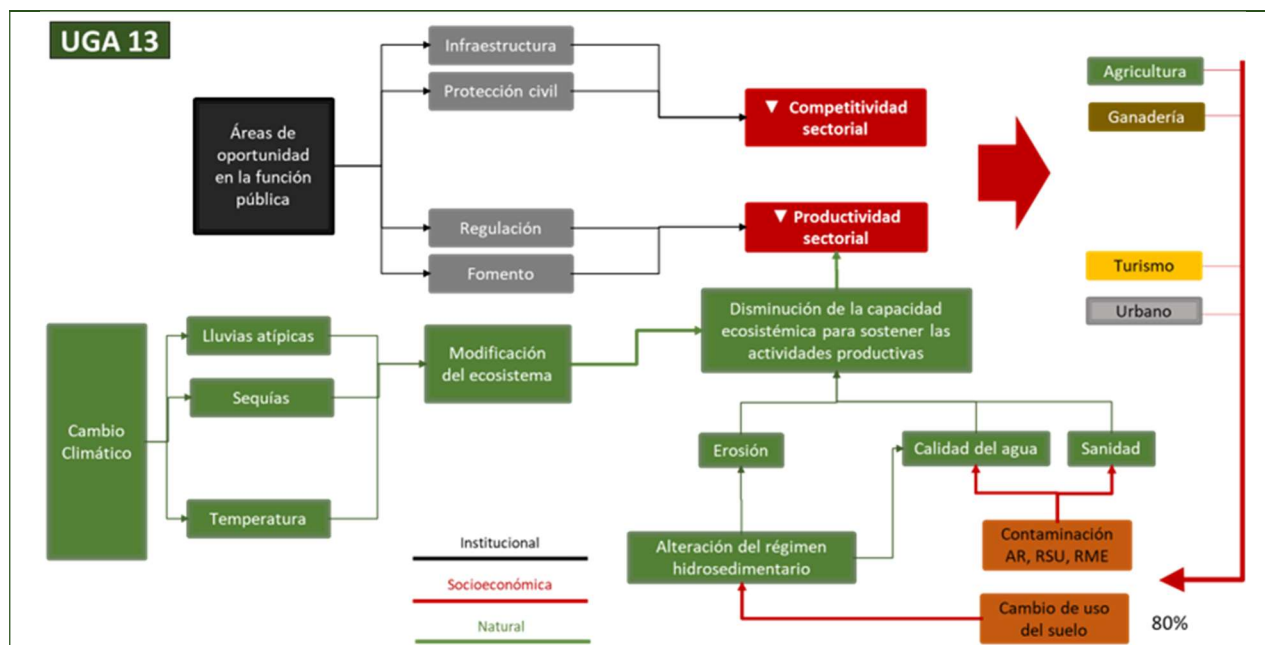 UGA 13
Infraestructura
Protección civil
Áreas de
oportunidad
en la función
pública
Regulación
Fomento
▼ Competitividad
sectorial
▼ Productividad
sectorial
Agricultura
Ganadería
Turismo
Urbano
Cambio
Climático
Lluvias atípicas
Sequías
Temperatura
Modificación
del ecosistema
Disminución de la capacidad
ecosistémica para sostener las
actividades productivas
Erosión
Calidad del agua
Sanidad
Alteración del régimen
hidrosedimentario
Contaminación
AR, RSU, RME
Cambio de uso
del suelo
80%
Institucional
Socioeconómica
Natural